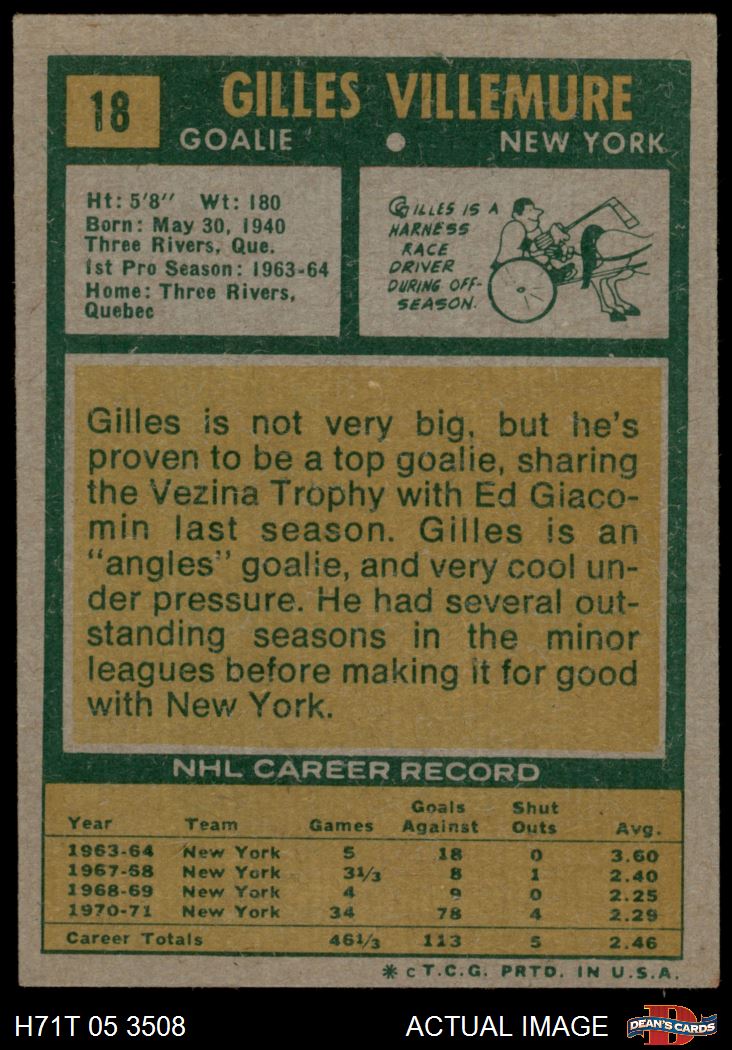 18
GILLES VILLEMURE
GOALIE • NEW YORK
Ht: 5'8'' Wt: 180
Born: May 30, 1940
Three Rivers, Que.
1st Pro Season: 1963-64
Home: Three Rivers,
Quebec
GILLES IS A
HARNESS
RACE
DRIVER
DURING OFF-
SEASON.
Gilles is not very big, but he's
proven to be a top goalie, sharing
the Vezina Trophy with Ed Giaco-
min last season. Gilles is an
"angles" goalie, and very cool un-
der pressure. He had several out-
standing seasons in the minor
leagues before making it for good
with New York.
NHL CAREER RECORD
Year Team Games Goals Against Shut Outs Avg.
1963-64 New York 5 18 0 3.60
1967-68 New York 3 1/3 8 1 2.40
1968-69 New York 4 9 0 2.25
1970-71 New York 34 78 4 2.29
Career Totals 46 1/3 113 5 2.46
* c T.C.G. PRTD. IN U.S.A.
H71T 05 3508 ACTUAL IMAGE D DEAN'S CARDS